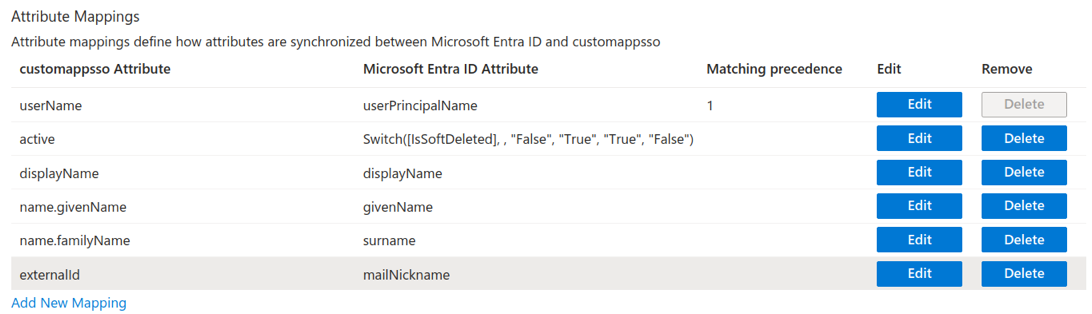 Attribute Mappings
Attribute mappings define how attributes are synchronized between Microsoft Entra ID and customappsso
customappsso Attribute Microsoft Entra ID Attribute Matching precedence Edit Remove
userName userPrincipalName 1 Edit Delete
active Switch([IsSoftDeleted], , "False", "True", "True", "False") Edit Delete
displayName displayName Edit Delete
name.givenName givenName Edit Delete
name.familyName surname Edit Delete
externalId mailNickname Edit Delete
Add New Mapping